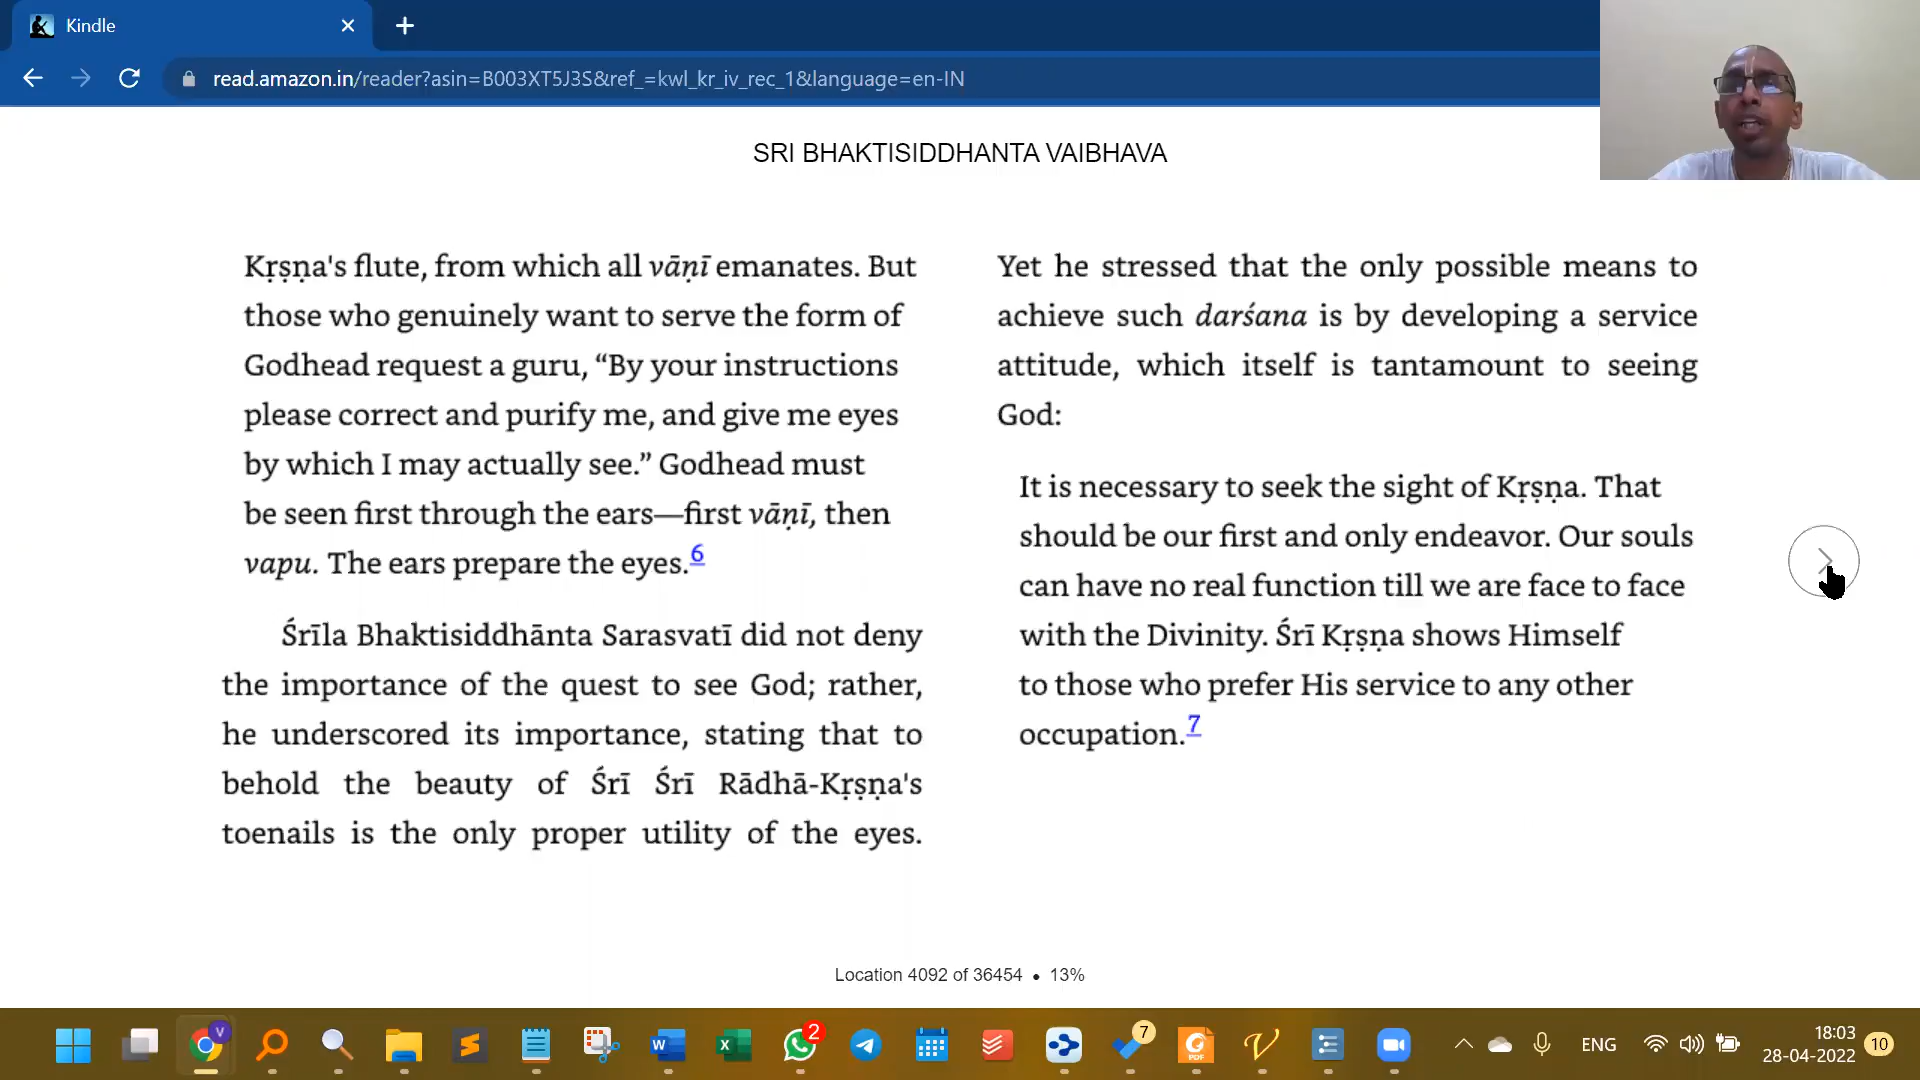 Kindle
read.amazon.in/reader?asin=B003XT5J3S&ref_=kwl_kr_iv_rec_1&language=en-IN
SRI BHAKTISIDDHANTA VAIBHAVA
Kṛṣṇa's flute, from which all vāṇī emanates. But
those who genuinely want to serve the form of
Godhead request a guru, “By your instructions
please correct and purify me, and give me eyes
by which I may actually see.” Godhead must
be seen first through the ears—first vāṇī, then
vapu. The ears prepare the eyes.6
Śrīla Bhaktisiddhānta Sarasvatī did not deny
the importance of the quest to see God; rather,
he underscored its importance, stating that to
behold the beauty of Śrī Śrī Rādhā-Kṛṣṇa's
toenails is the only proper utility of the eyes.
Yet he stressed that the only possible means to
achieve such darśana is by developing a service
attitude, which itself is tantamount to seeing
God:
It is necessary to seek the sight of Kṛṣṇa. That
should be our first and only endeavor. Our souls
can have no real function till we are face to face
with the Divinity. Śrī Kṛṣṇa shows Himself
to those who prefer His service to any other
occupation.7
Location 4092 of 36454 • 13%
V
W
X
2
7
PDF
V
ENG
18:03
28-04-2022
10